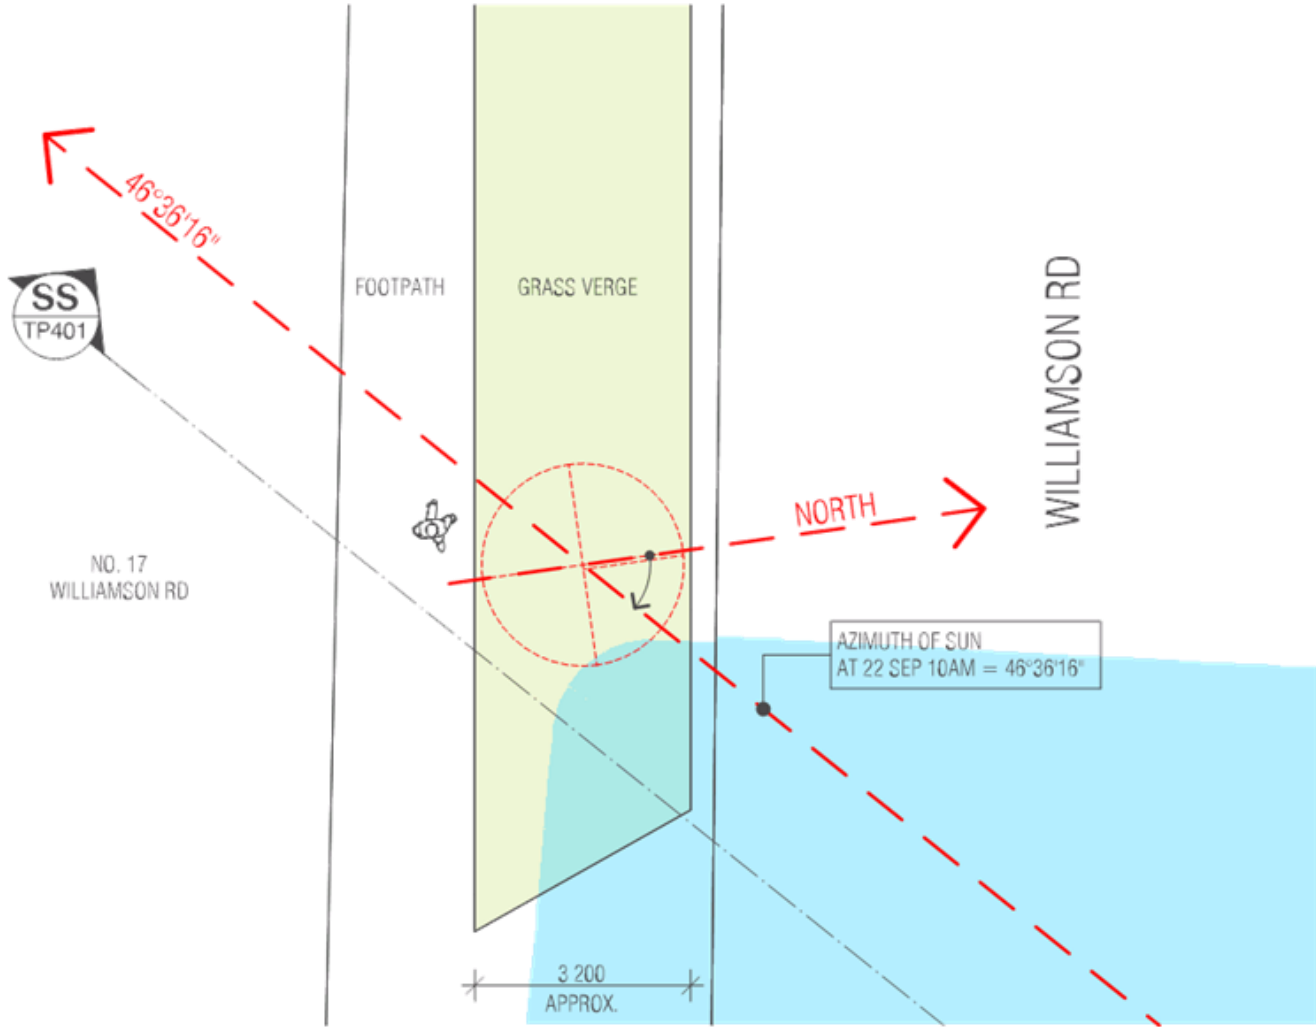 46°36'16"
SS
TP401
FOOTPATH
GRASS VERGE
WILLIAMSON RD
NORTH
NO. 17
WILLIAMSON RD
AZIMUTH OF SUN
AT 22 SEP 10AM = 46°36'16"
3 200
APPROX.